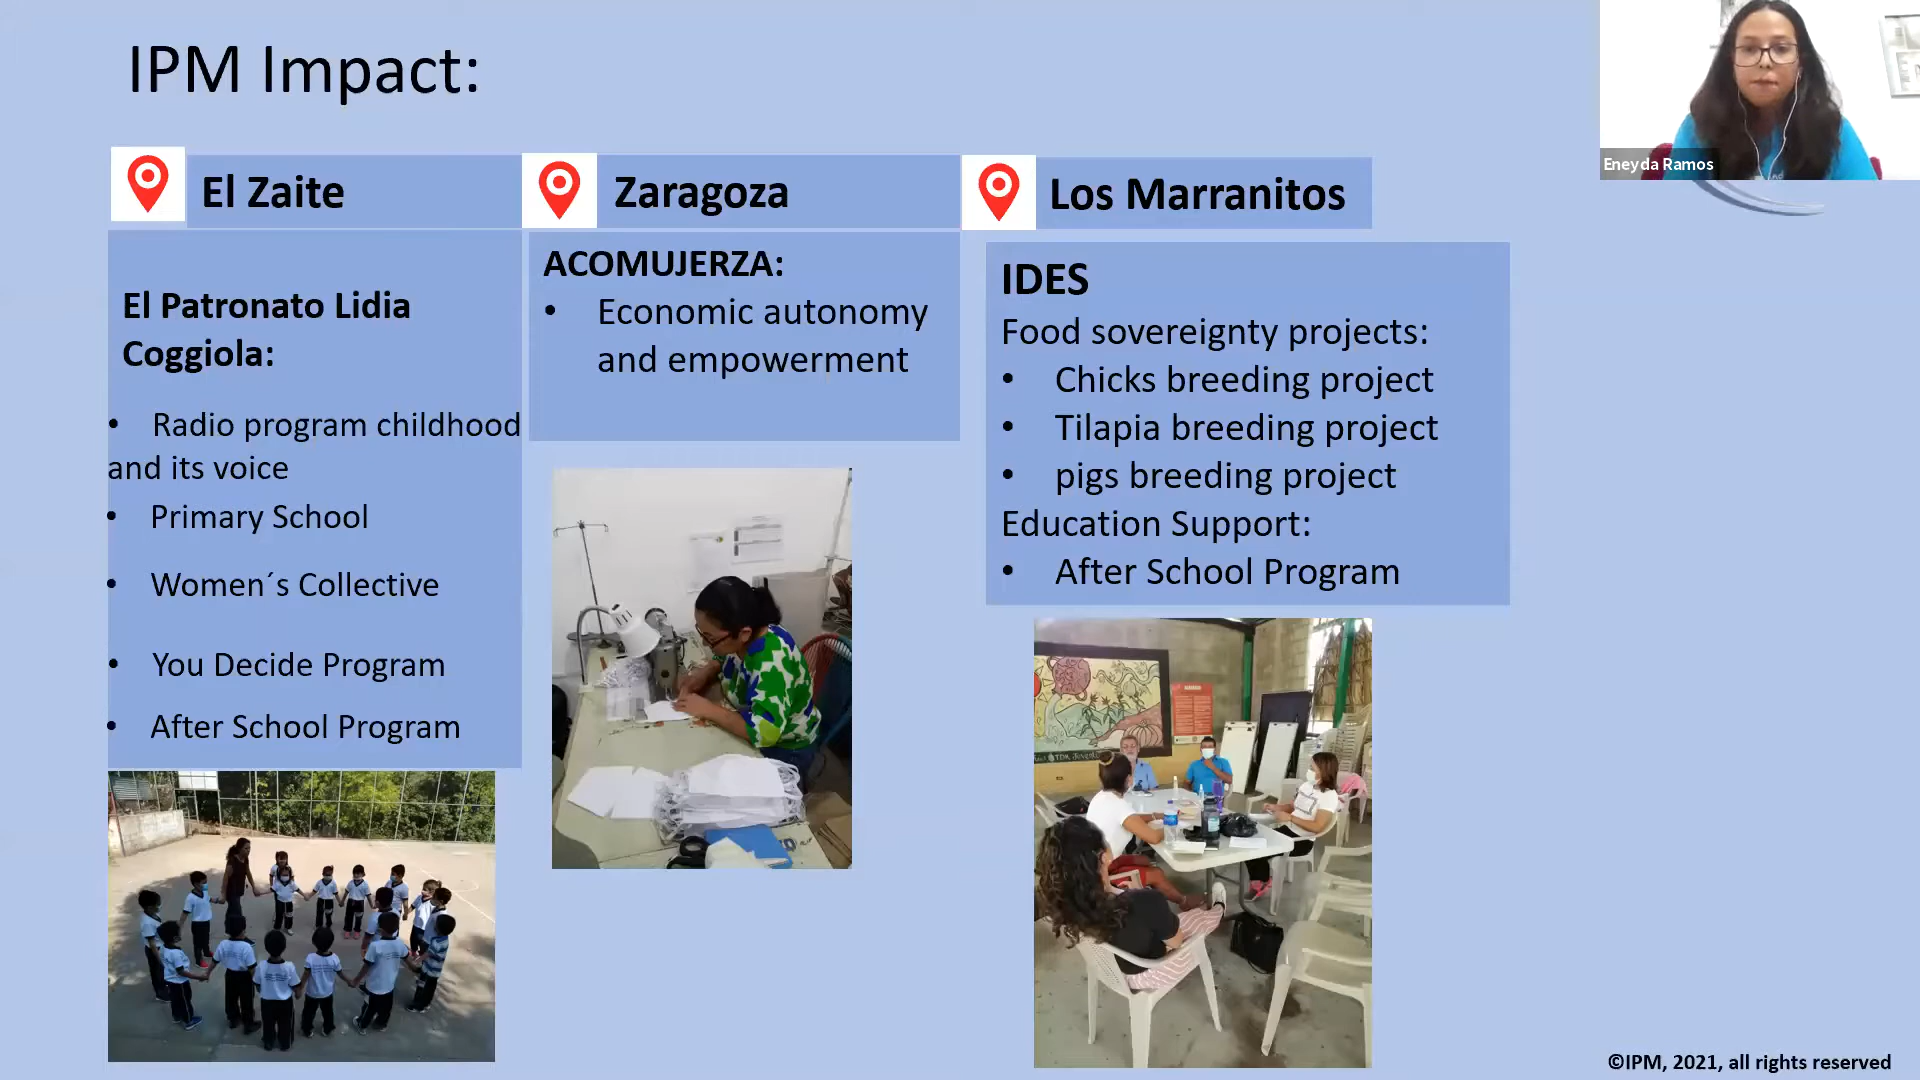 IPM Impact:
Eneyda Ramos
El Zaite
Zaragoza
Los Marranitos
El Patronato Lidia
Coggiola:
• Radio program childhood
and its voice
• Primary School
• Women´s Collective
• You Decide Program
• After School Program
ACOMUJERZA:
• Economic autonomy
and empowerment
IDES
Food sovereignty projects:
• Chicks breeding project
• Tilapia breeding project
• pigs breeding project
Education Support:
• After School Program
©IPM, 2021, all rights reserved